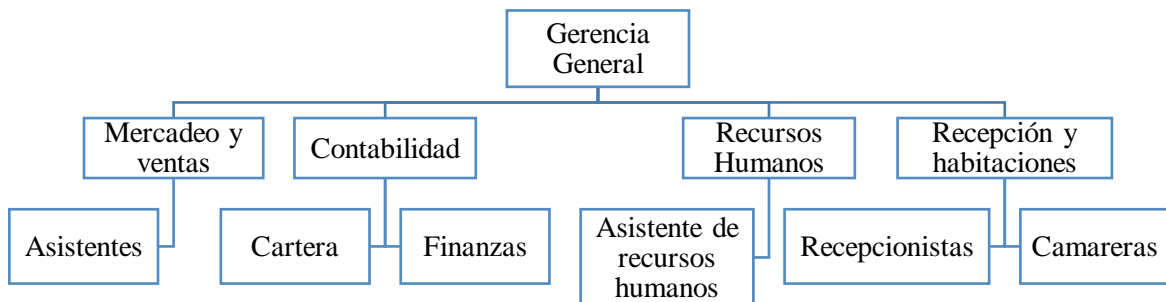 Gerencia
General
Mercadeo y
ventas
Contabilidad
Recursos
Humanos
Recepción y
habitaciones
Asistentes
Cartera
Finanzas
Asistente de
recursos
humanos
Recepcionistas
Camareras